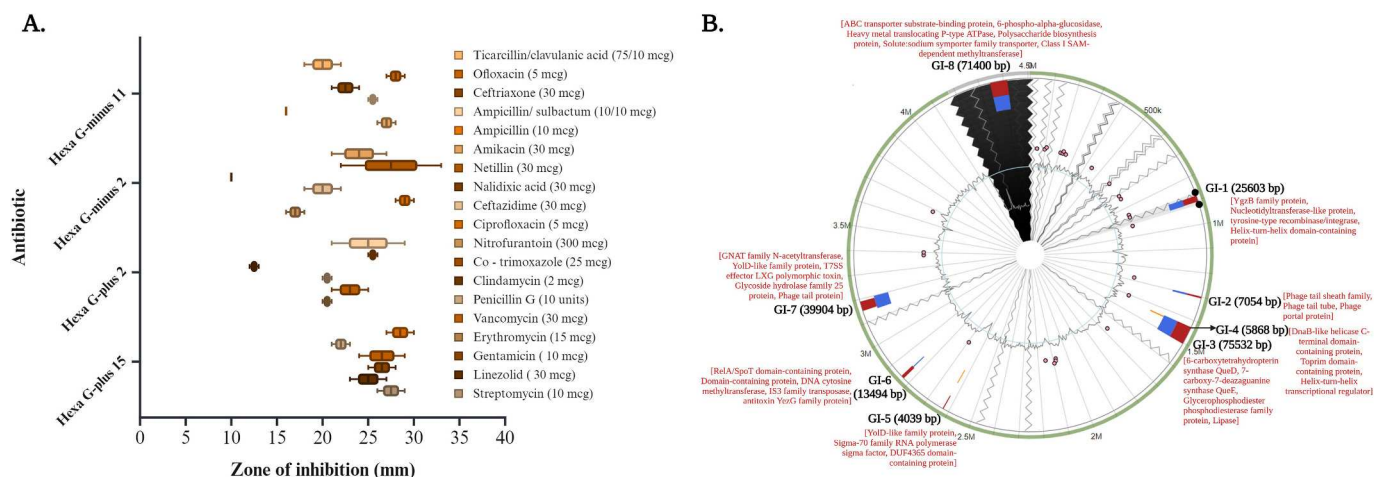 A.
Antibiotic
Hexa G-minus 11
Hexa G-minus 2
Hexa G-plus 2
Hexa G-plus 15
0 5 10 15 20 25 30 35 40
Zone of inhibition (mm)
Ticarcillin/clavulanic acid (75/10 mcg)
Ofloxacin (5 mcg)
Ceftriaxone (30 mcg)
Ampicillin/ sulbactum (10/10 mcg)
Ampicillin (10 mcg)
Amikacin (30 mcg)
Netillin (30 mcg)
Nalidixic acid (30 mcg)
Ceftazidime (30 mcg)
Ciprofloxacin (5 mcg)
Nitrofurantoin (300 mcg)
Co - trimoxazole (25 mcg)
Clindamycin (2 mcg)
Penicillin G (10 units)
Vancomycin (30 mcg)
Erythromycin (15 mcg)
Gentamicin ( 10 mcg)
Linezolid ( 30 mcg)
Streptomycin (10 mcg)
B.
[ABC transporter substrate-binding protein, 6-phospho-alpha-glucosidase,
Heavy metal translocating P-type ATPase, Polysaccharide biosynthesis
protein, Solute:sodium symporter family transporter, Class I SAM-
dependent methyltransferase]
GI-8 (71400 bp)
4.5M
500k
GI-1 (25603 bp)
[YgzB family protein,
Nucleotidyltransferase-like protein,
tyrosine-type recombinase/integrase,
Helix-turn-helix domain-containing
protein]
1M
GI-2 (7054 bp)
[Phage tail sheath family,
Phage tail tube, Phage
portal protein]
GI-4 (5868 bp)
GI-3 (75532 bp)
1.5M
[DnaB-like helicase C-
terminal domain-
containing protein,
Toprim domain-
containing protein,
Helix-turn-helix
transcriptional regulator]
[6-carboxytetrahydropterin
synthase QueD, 7-
carboxy-7-deazaguanine
synthase QueE,
Glycerophosphodiester
phosphodiesterase family
protein, Lipase]
2M
2.5M
GI-5 (4039 bp)
[YolD-like family protein,
Sigma-70 family RNA polymerase
sigma factor, DUF4365 domain-
containing protein]
GI-6
(13494 bp)
[RelA/SpoT domain-containing protein,
Domain-containing protein, DNA cytosine
methyltransferase, IS3 family transposase,
antitoxin YezG family protein]
3M
GI-7 (39904 bp)
[GNAT family N-acetyltransferase,
YolD-like family protein, T7SS
effector LXG polymorphic toxin,
Glycoside hydrolase family 25
protein, Phage tail protein]
3.5M
4M